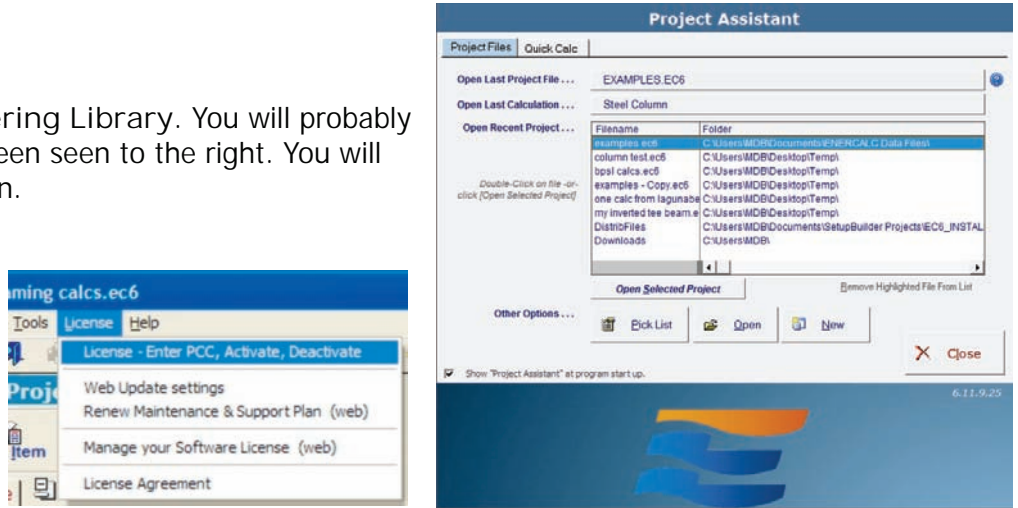 ering Library. You will probably
een seen to the right. You will
n.
aming calcs.ec6
Tools License Help
License - Enter PCC, Activate, Deactivate
Web Update settings
Renew Maintenance & Support Plan (web)
Manage your Software License (web)
License Agreement
Proje
Item
Project Assistant
Project Files Quick Calc
Open Last Project File . . . EXAMPLES.EC6
Open Last Calculation . . . Steel Column
Open Recent Project . . . Filename Folder
examples.ec6 C:\Users\MDB\Documents\ENERCALC Data Files\
column test.ec6 C:\Users\MDB\Desktop\Temp\
bpsl calcs.ec6 C:\Users\MDB\Desktop\Temp\
examples - Copy.ec6 C:\Users\MDB\Desktop\Temp\
one calc from lagunabe C:\Users\MDB\Desktop\Temp\
my inverted tee beam.e C:\Users\MDB\Desktop\Temp\
DistribFiles C:\Users\MDB\Documents\SetupBuilder Projects\EC6_INSTAL
Downloads C:\Users\MDB\
Double-Click on file -or-
click [Open Selected Project]
Open Selected Project Remove Highlighted File From List
Other Options . . . Pick List Open New
Close
Show "Project Assistant" at program start up.
6.11.9.25